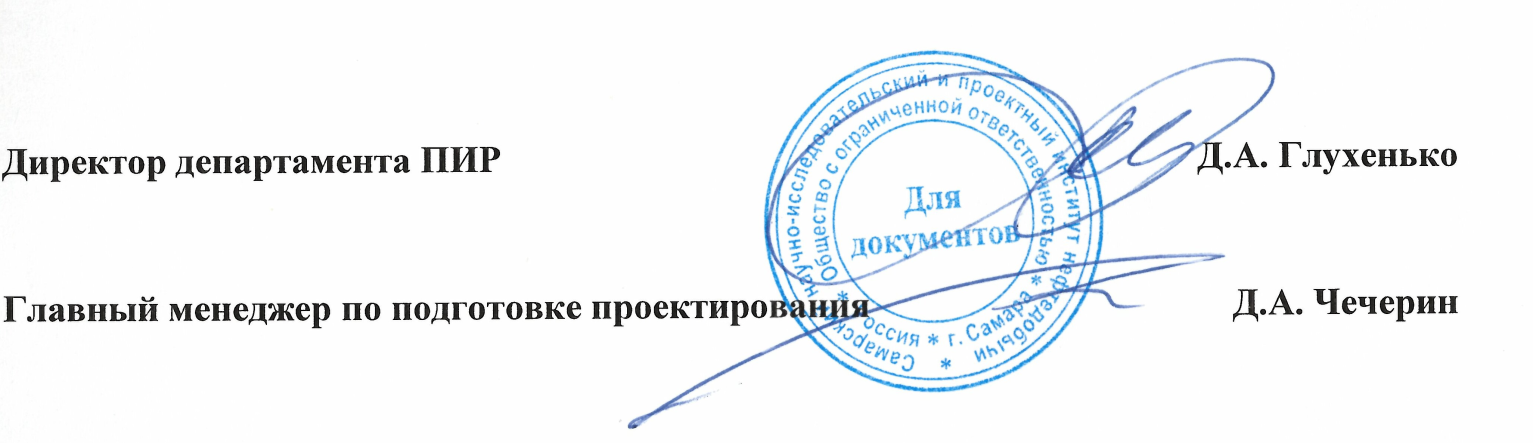 Директор департамента ПИР Д.А. Глухенько
Самарский научно-исследовательский и проектный институт нефтедобычи *
Общество с ограниченной ответственностью *
Россия * г. Самара *
Для
документов
Главный менеджер по подготовке проектирования Д.А. Чечерин